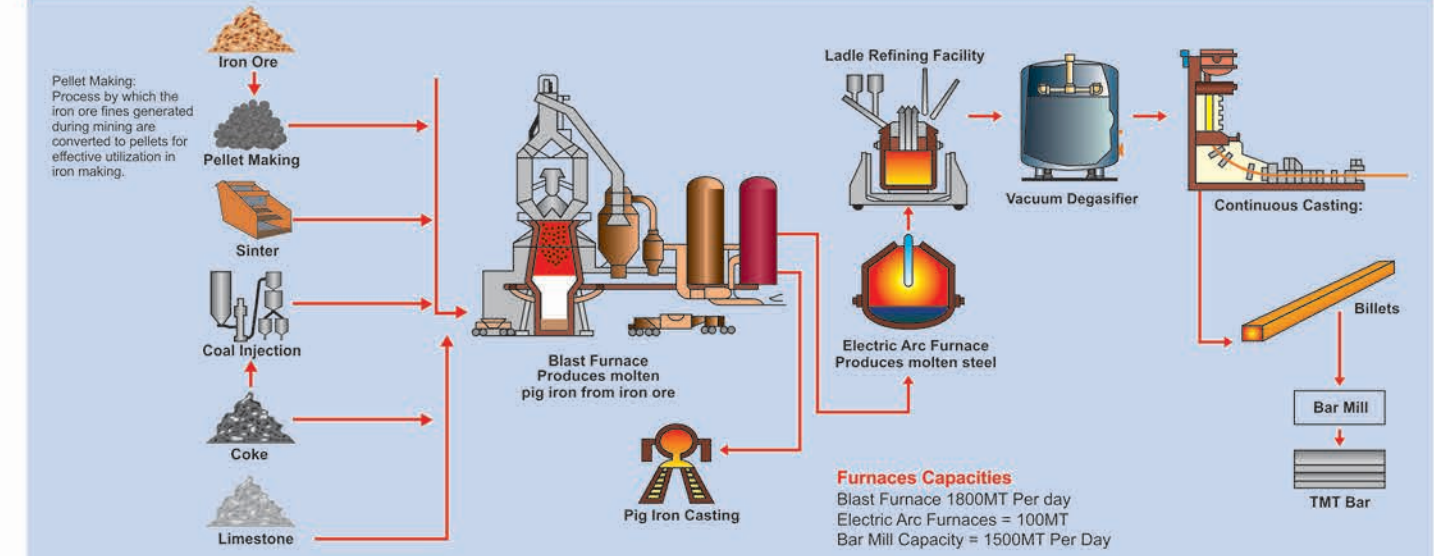 Iron Ore
Pellet Making:
Process by which the
iron ore fines generated
during mining are
converted to pellets for
effective utilization in
iron making.
Pellet Making
Sinter
Coal Injection
Coke
Limestone
Blast Furnace
Produces molten
pig iron from iron ore
Pig Iron Casting
Ladle Refining Facility
Electric Arc Furnace
Produces molten steel
Vacuum Degasifier
Continuous Casting:
Billets
Bar Mill
TMT Bar
Furnaces Capacities
Blast Furnace 1800MT Per day
Electric Arc Furnaces = 100MT
Bar Mill Capacity = 1500MT Per Day